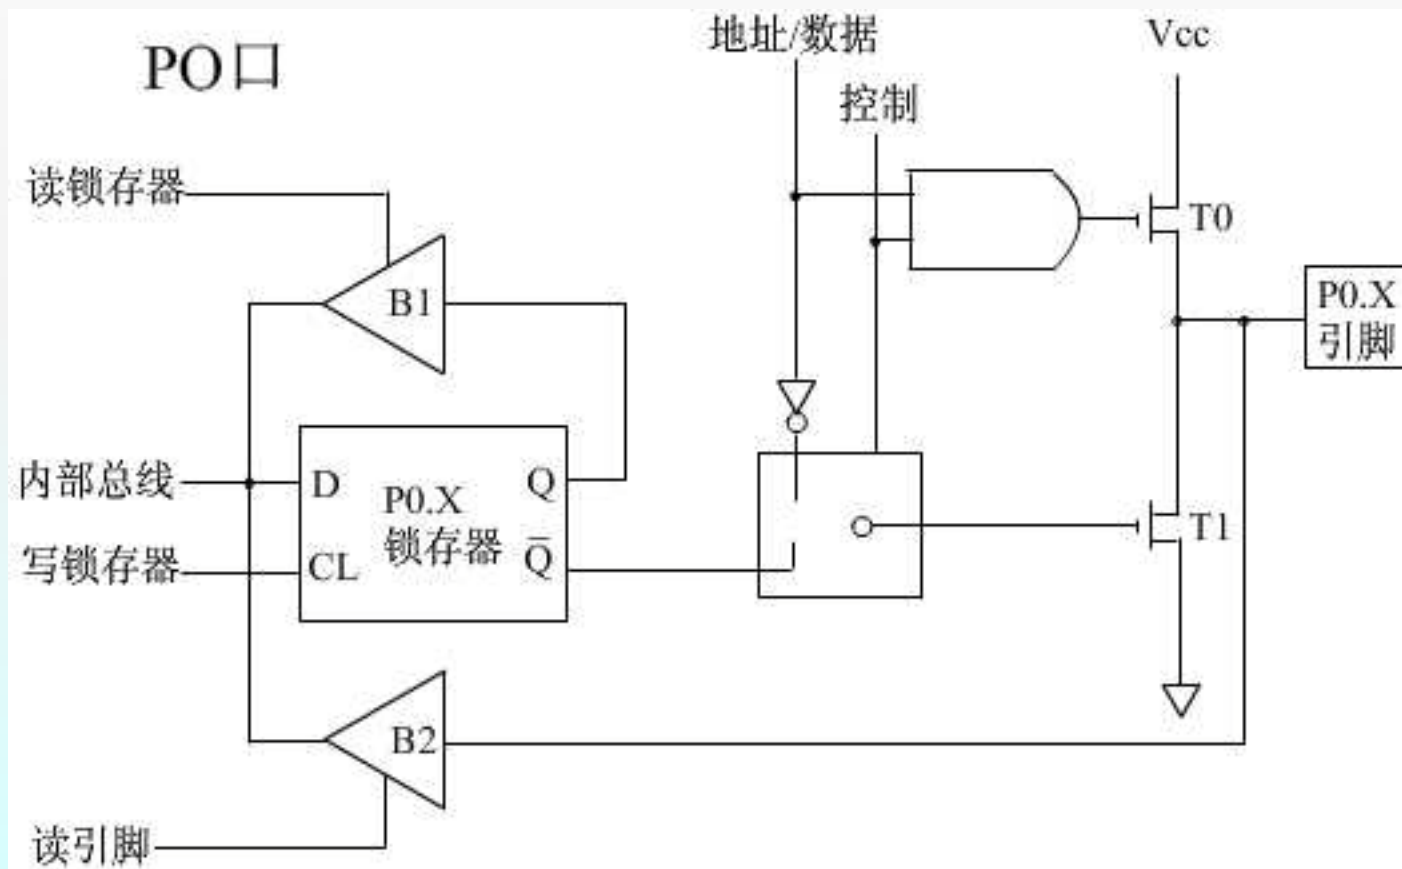 PO口
地址/数据
Vcc
控制
读锁存器
T0
B1
P0.X
引脚
内部总线
D
P0.X
锁存器
Q
T1
写锁存器
CL
Q̅
B2
读引脚